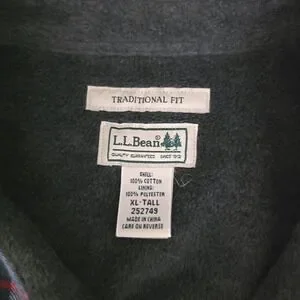 TRADITIONAL FIT
L.L.Bean
QUALITY GUARANTEED SINCE 1912
SHELL:
100% COTTON
LINING:
100% POLYESTER
XL-TALL
252749
MADE IN CHINA
CARE ON REVERSE